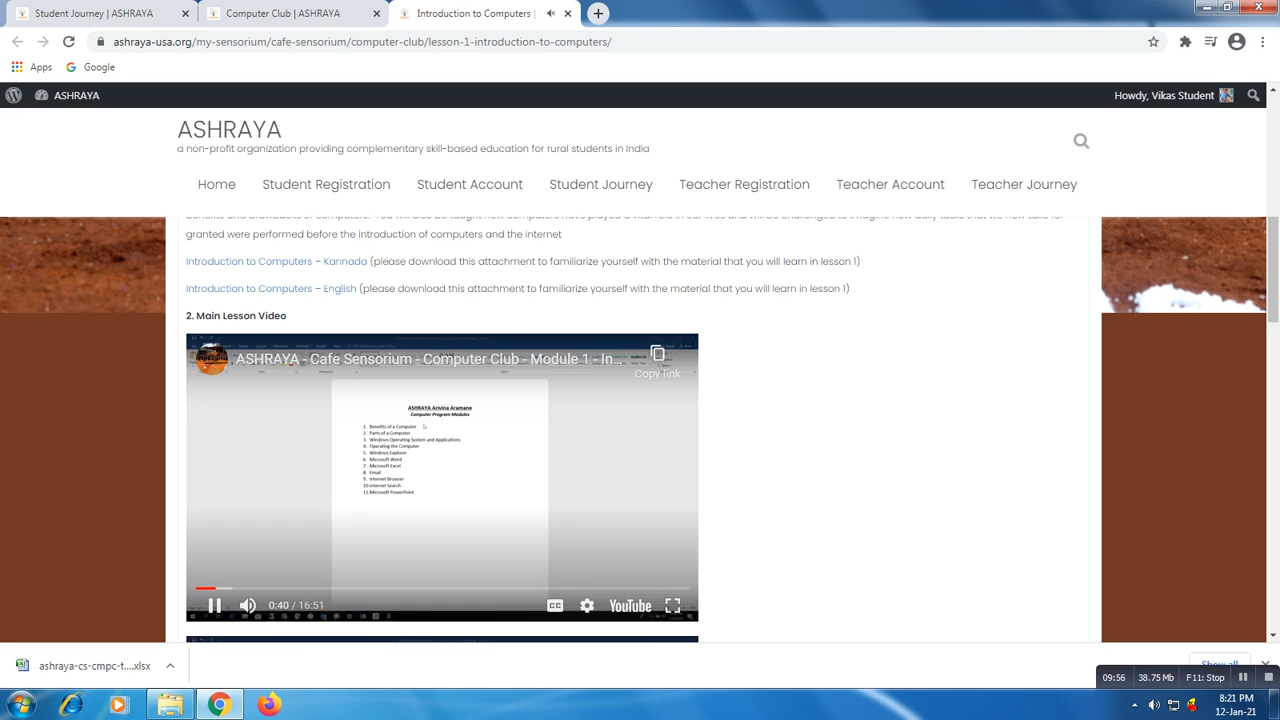 Student Journey | ASHRAYA
Computer Club | ASHRAYA
Introduction to Computers |
ashraya-usa.org/my-sensorium/cafe-sensorium/computer-club/lesson-1-introduction-to-computers/
Apps
Google
ASHRAYA
Howdy, Vikas Student
ASHRAYA
a non-profit organization providing complementary skill-based education for rural students in India
Home
Student Registration
Student Account
Student Journey
Teacher Registration
Teacher Account
Teacher Journey
granted were performed before the introduction of computers and the internet
Introduction to Computers – Kannada (please download this attachment to familiarize yourself with the material that you will learn in lesson 1)
Introduction to Computers – English (please download this attachment to familiarize yourself with the material that you will learn in lesson 1)
2. Main Lesson Video
ASHRAYA - Cafe Sensorium - Computer Club - Module 1 - In...
Copy link
ASHRAYA Arivina Aramane
Computer Program Modules
1. Benefits of a Computer
2. Parts of a Computer
3. Windows Operating System and Applications
4. Operating the Computer
5. Windows Explorer
6. Microsoft Word
7. Microsoft Excel
8. Email
9. Internet Browser
10. Internet Search
11. Microsoft PowerPoint
0:40 / 16:51
CC
YouTube
ashraya-cs-cmpc-t....xlsx
Show all
09:56
38.75 Mb
F11: Stop
8:21 PM
12-Jan-21